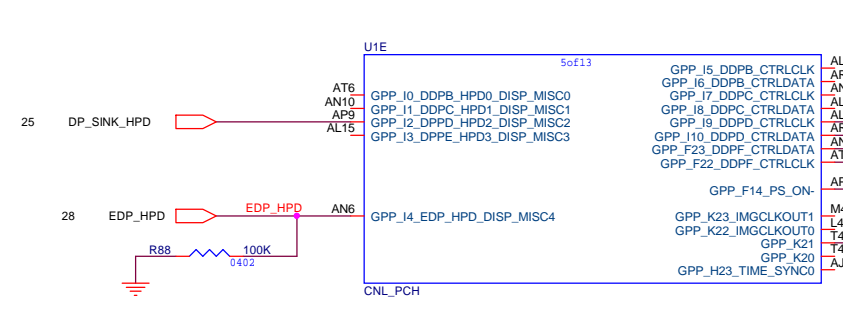 U1E
5of13
AT6 GPP_I0_DDPB_HPD0_DISP_MISC0
AN10 GPP_I1_DDPC_HPD1_DISP_MISC1
25 DP_SINK_HPD AP9 GPP_I2_DPPD_HPD2_DISP_MISC2
AL15 GPP_I3_DPPE_HPD3_DISP_MISC3
28 EDP_HPD EDP_HPD AN6 GPP_I4_EDP_HPD_DISP_MISC4
R88 100K
0402
GPP_I5_DDPB_CTRLCLK
GPP_I6_DDPB_CTRLDATA
GPP_I7_DDPC_CTRLCLK
GPP_I8_DDPC_CTRLDATA
GPP_I9_DDPD_CTRLCLK
GPP_I10_DDPD_CTRLDATA
GPP_F23_DDPF_CTRLDATA
GPP_F22_DDPF_CTRLCLK
GPP_F14_PS_ON-
GPP_K23_IMGCLKOUT1
GPP_K22_IMGCLKOUT0
GPP_K21
GPP_K20
GPP_H23_TIME_SYNC0
CNL_PCH